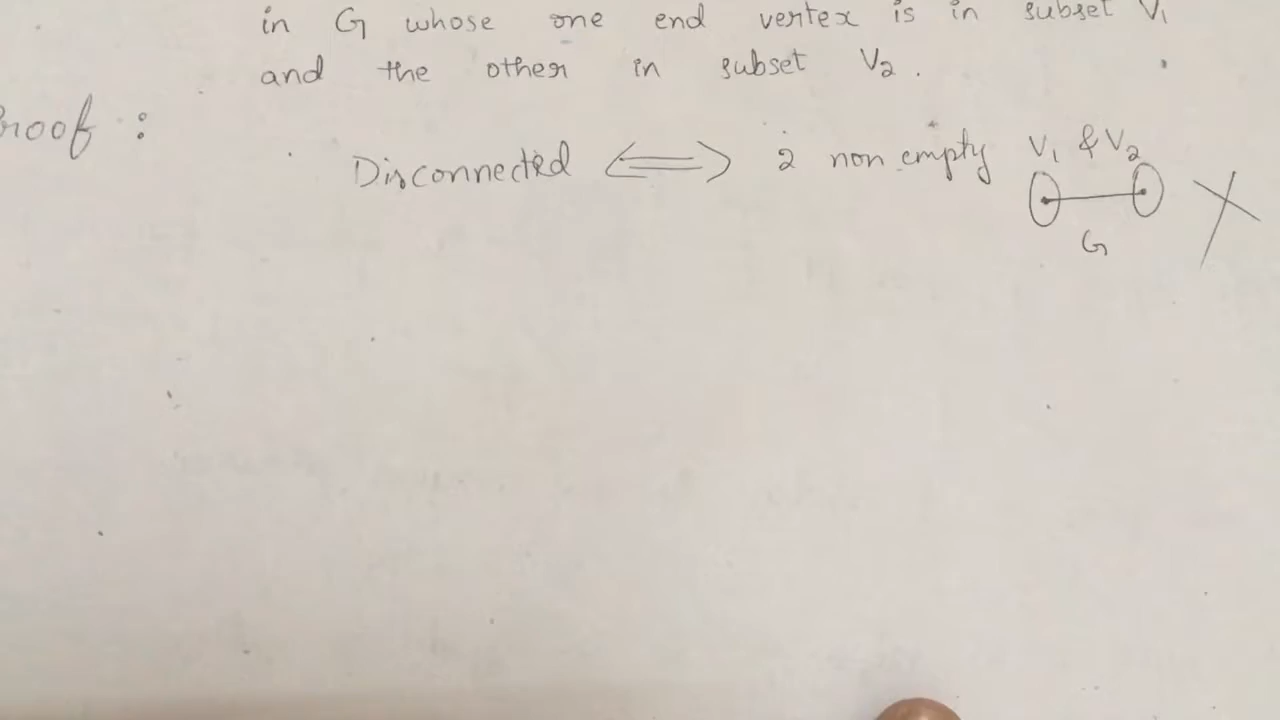 in G whose one end vertex is in subset V₁
and the other in subset V₂.
roof :
Disconnected ⟺ 2 non empty V₁ & V₂
G